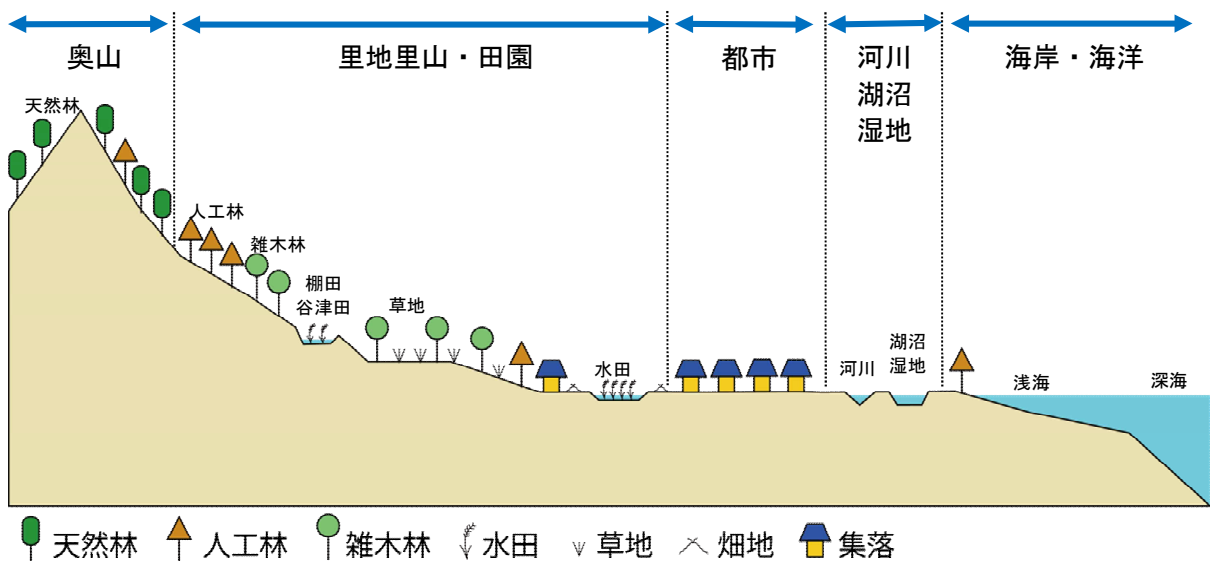 奥山
里地里山・田園
都市
河川
湖沼
湿地
海岸・海洋
天然林
人工林
雑木林
棚田
谷津田
草地
水田
河川
湖沼
湿地
浅海
深海
天然林
人工林
雑木林
水田
草地
畑地
集落